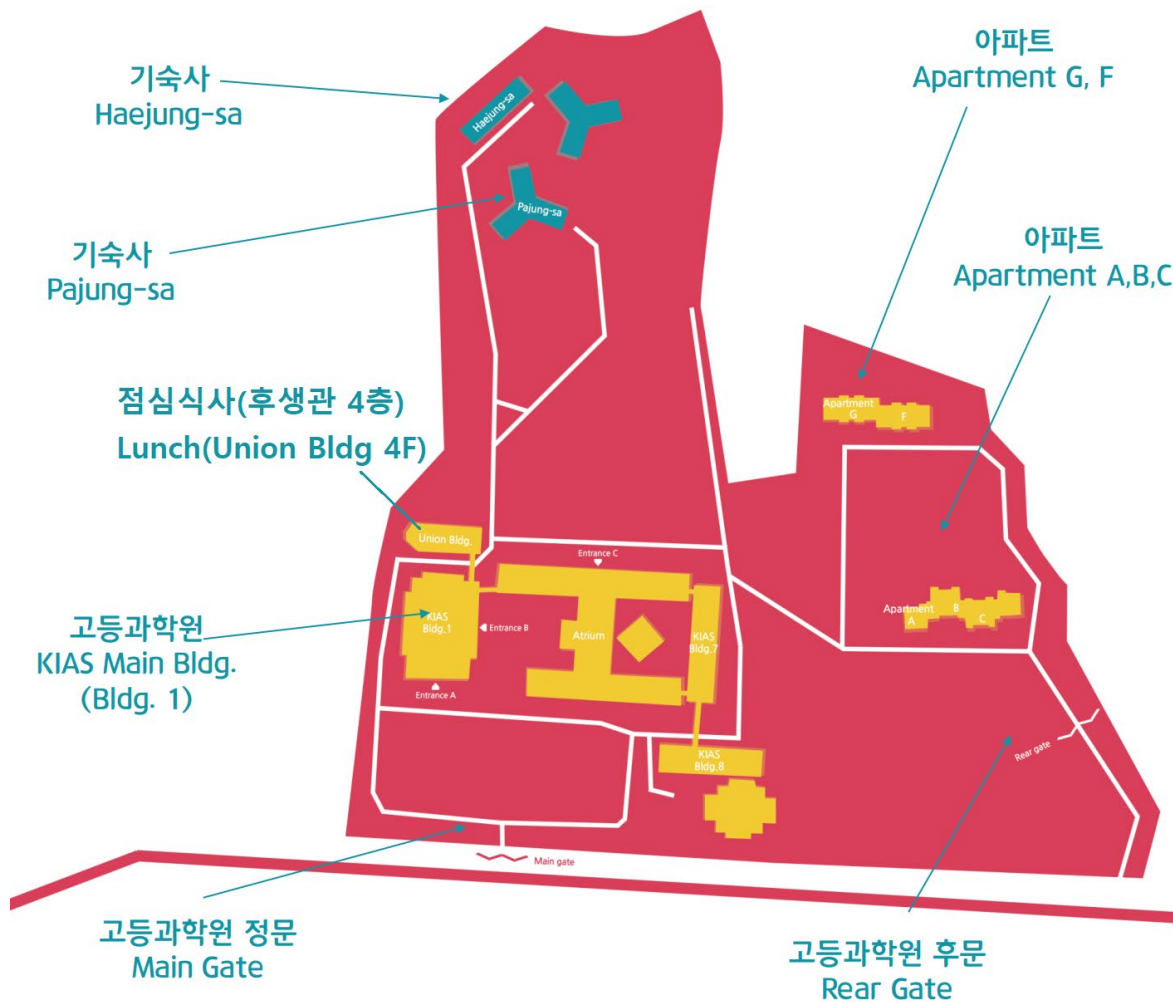 기숙사
Haejung-sa
아파트
Apartment G, F
Haejung-sa
기숙사
Pajung-sa
Pajung-sa
아파트
Apartment A,B,C
점심식사(후생관 4층)
Lunch(Union Bldg 4F)
Apartment
G
F
Union Bldg.
Entrance C
고등과학원
KIAS Main Bldg.
(Bldg. 1)
KIAS
Bldg.1
Entrance B
Entrance A
Atrium
KIAS
Bldg.7
Apartment
A
B
C
Rear gate
KIAS
Bldg.8
Main gate
고등과학원 정문
Main Gate
고등과학원 후문
Rear Gate